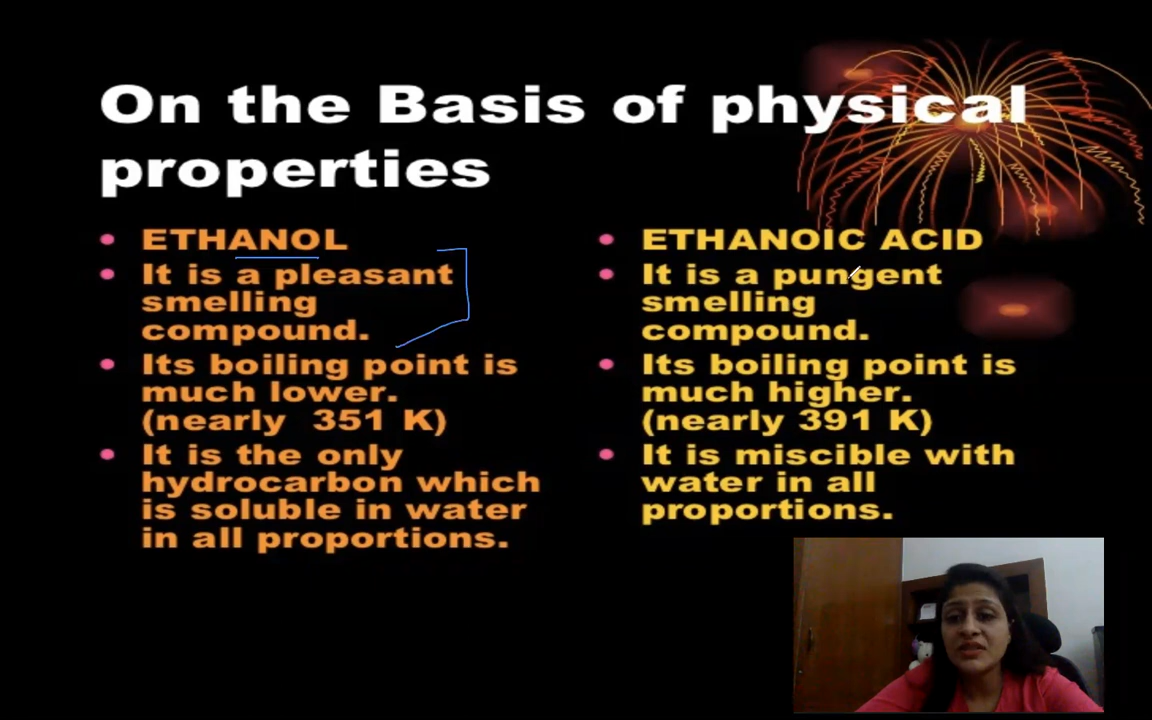 On the Basis of physical
properties
• ETHANOL
• It is a pleasant
smelling
compound.
• Its boiling point is
much lower.
(nearly 351 K)
• It is the only
hydrocarbon which
is soluble in water
in all proportions.
• ETHANOIC ACID
• It is a pungent
smelling
compound.
• Its boiling point is
much higher.
(nearly 391 K)
• It is miscible with
water in all
proportions.